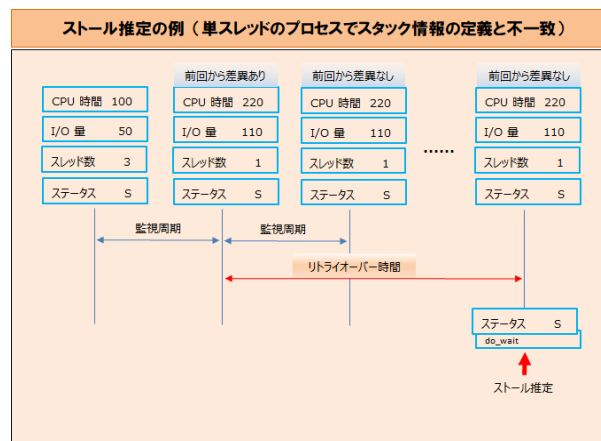 ストール推定の例（単スレッドのプロセスでスタック情報の定義と不一致）
前回から差異あり
前回から差異なし
前回から差異なし
CPU 時間 100
CPU 時間 220
CPU 時間 220
CPU 時間 220
I/O 量 50
I/O 量 110
I/O 量 110
I/O 量 110
スレッド数 3
スレッド数 1
スレッド数 1
スレッド数 1
……
ステータス S
ステータス S
ステータス S
ステータス S
監視周期
監視周期
リトライオーバー時間
ステータス S
do_wait
ストール推定